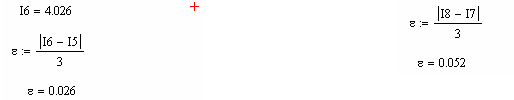 I6 = 4.026
ε := |I6 − I5| / 3
ε = 0.026
ε := |I8 − I7| / 3
ε = 0.052